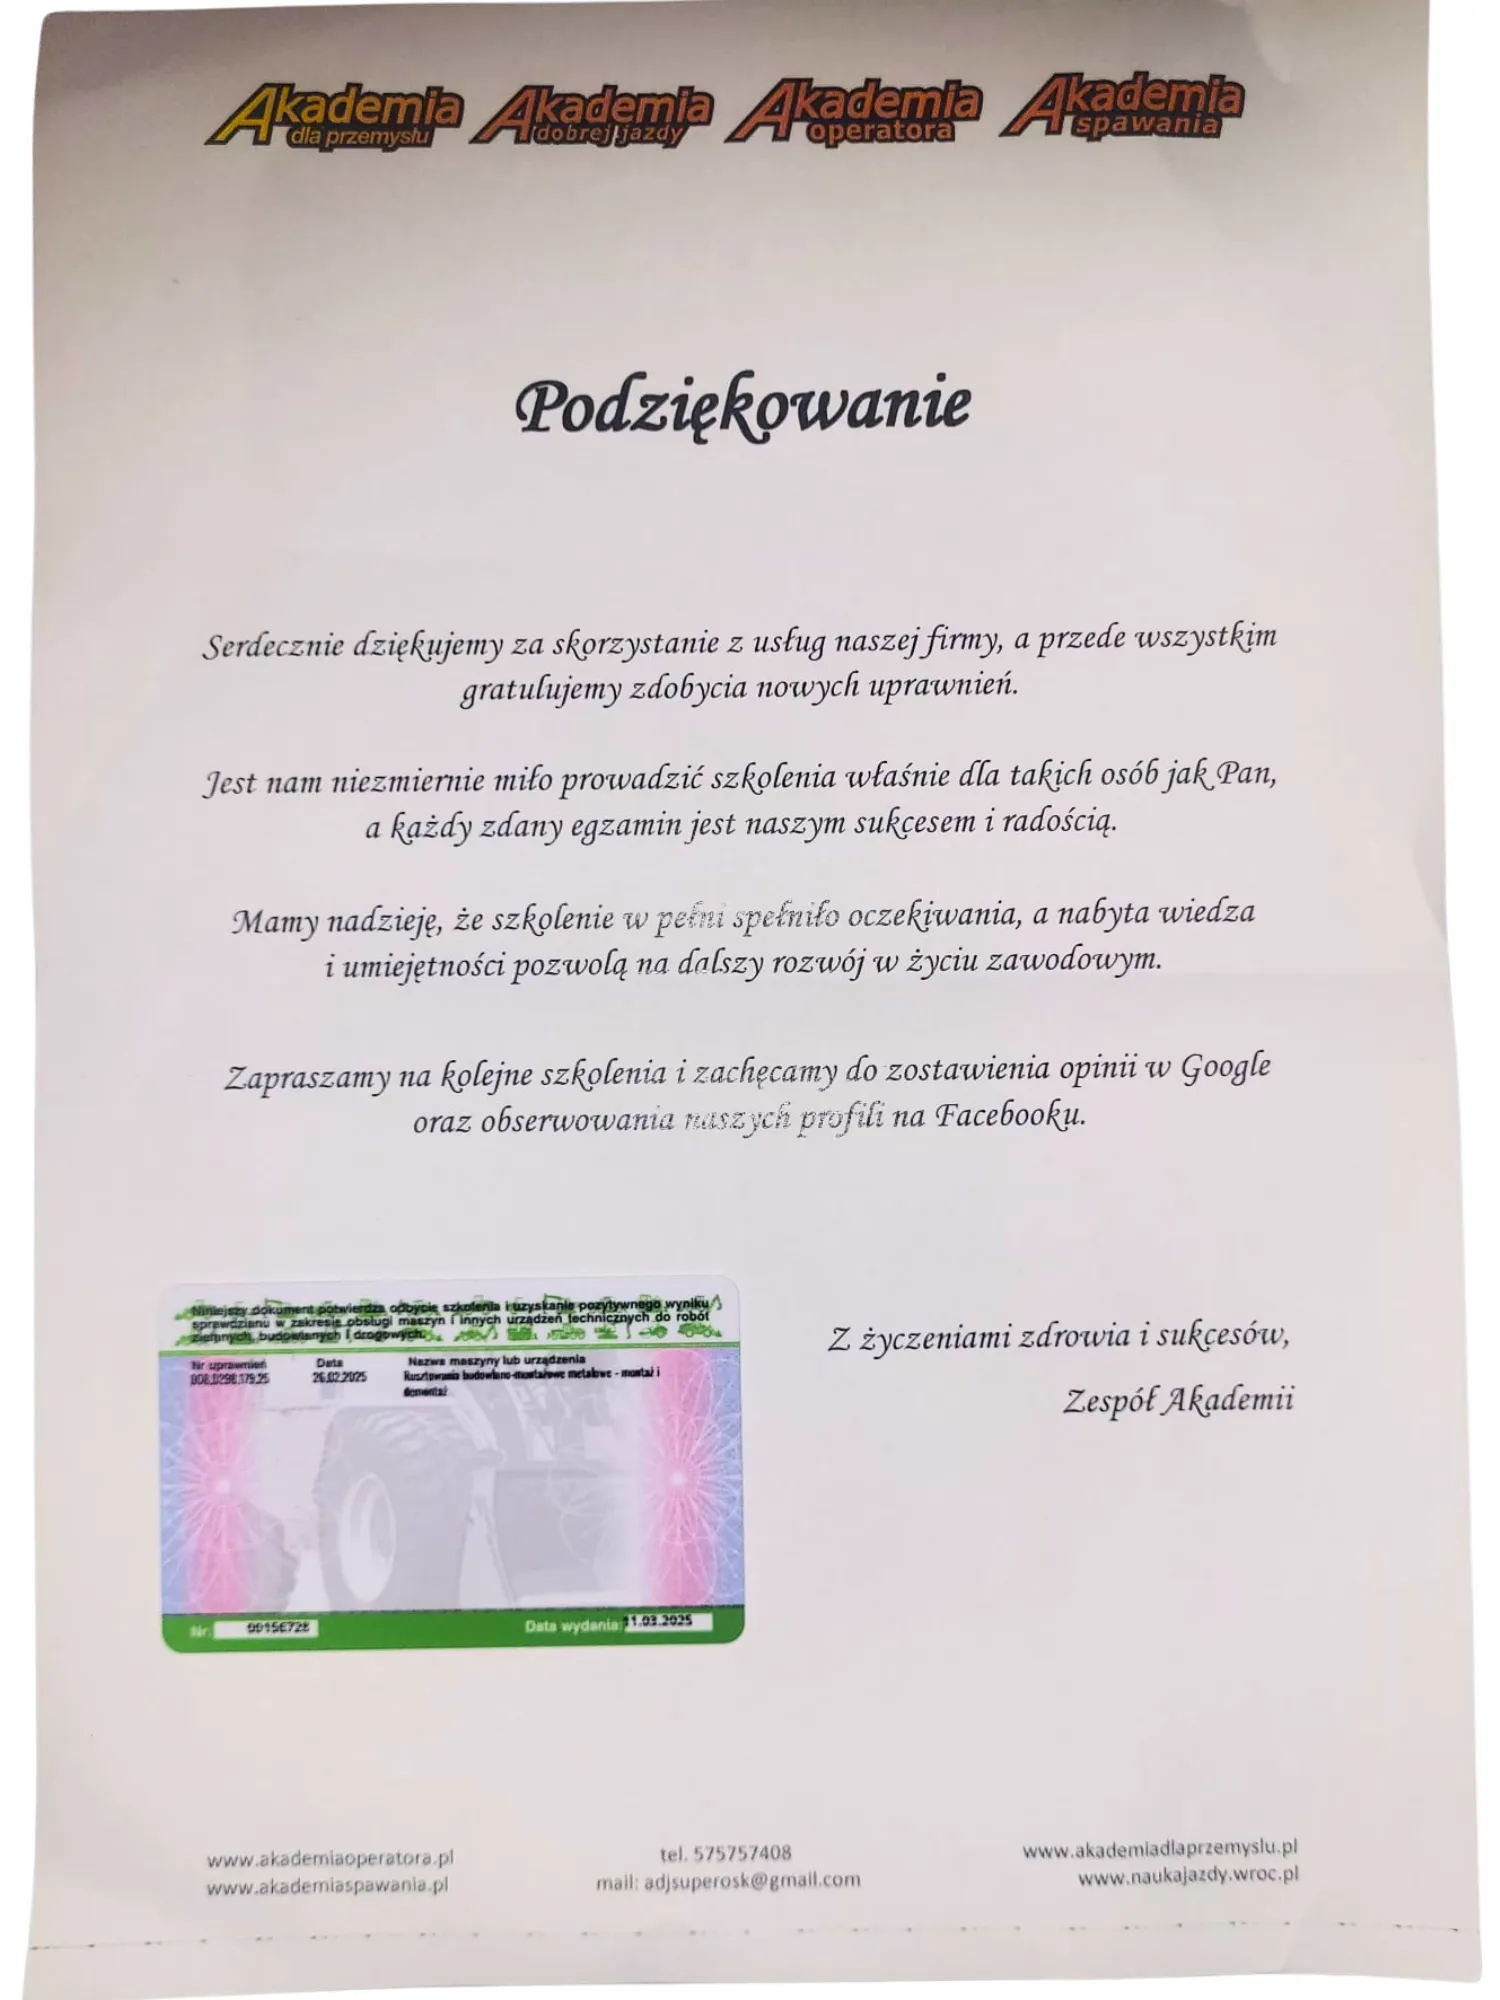 Akademia dla przemysłu
Akademia dobrej jazdy
Akademia operatora
Akademia spawania
Podziękowanie
Serdecznie dziękujemy za skorzystanie z usług naszej firmy, a przede wszystkim
gratulujemy zdobycia nowych uprawnień.
Jest nam niezmiernie miło prowadzić szkolenia właśnie dla takich osób jak Pan,
a każdy zdany egzamin jest naszym sukcesem i radością.
Mamy nadzieję, że szkolenie w pełni spełniło oczekiwania, a nabyta wiedza
i umiejętności pozwolą na dalszy rozwój w życiu zawodowym.
Zapraszamy na kolejne szkolenia i zachęcamy do zostawienia opinii w Google
oraz obserwowania naszych profili na Facebooku.
Niniejszy dokument potwierdza odbycie szkolenia i uzyskanie pozytywnego wyniku
sprawdzianu w zakresie obsługi maszyn i innych urządzeń technicznych do robót
ziemnych, budowlanych i drogowych.
Nr uprawnień Data Nazwa maszyny lub urządzenia
26.02.2025 Rusztowania budowlano-montażowe metalowe - montaż i
demontaż
Nr: Data wydania: 11.03.2025
Z życzeniami zdrowia i sukcesów,
Zespół Akademii
www.akademiaoperatora.pl tel. 575757408 www.akademiadlaprzemyslu.pl
www.akademiaspawania.pl mail: adjsuperosk@gmail.com www.naukajazdy.wroc.pl